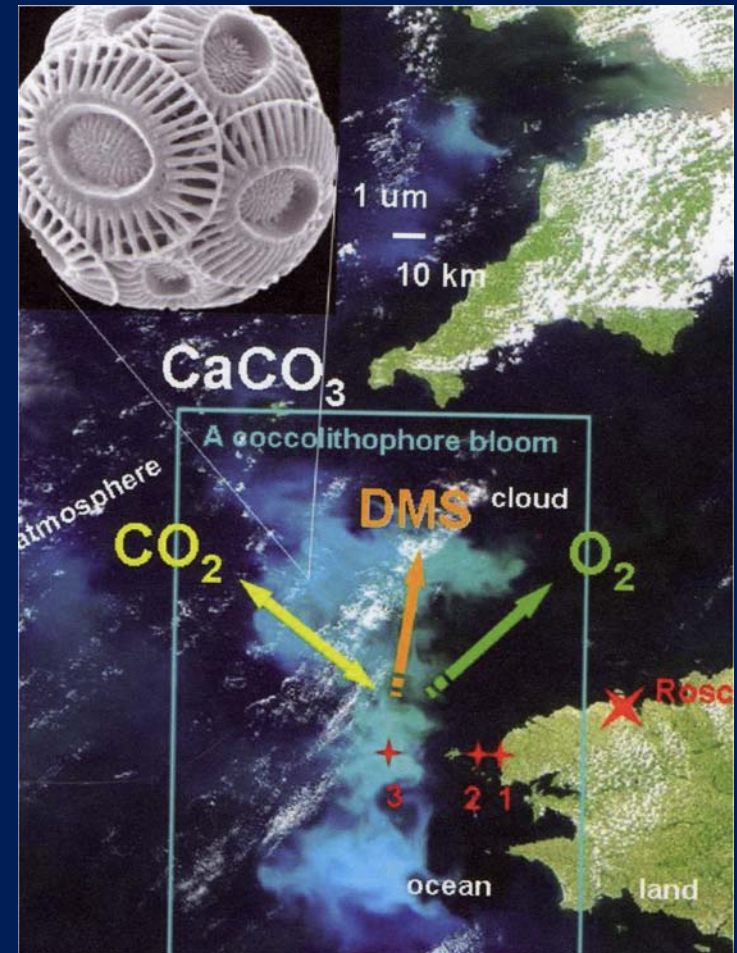 1 um
10 km
CaCO₃
A coccolithophore bloom
atmosphere
DMS
cloud
CO₂
O₂
Rosc
3
2
1
ocean
land